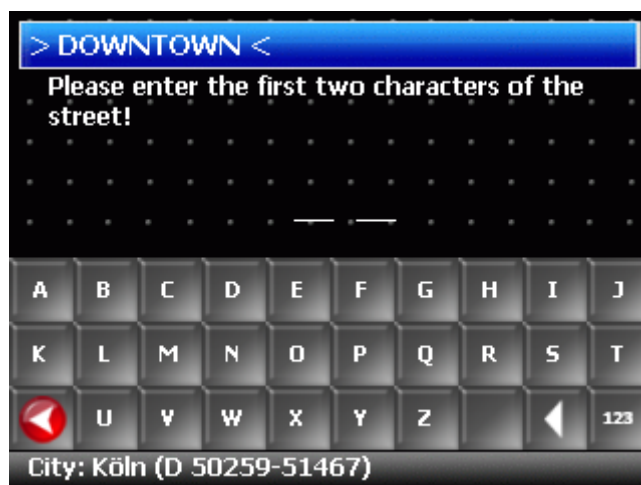 > DOWNTOWN <
Please enter the first two characters of the
street!
A B C D E F G H I J
K L M N O P Q R S T
U V W X Y Z 123
City: Köln (D 50259-51467)